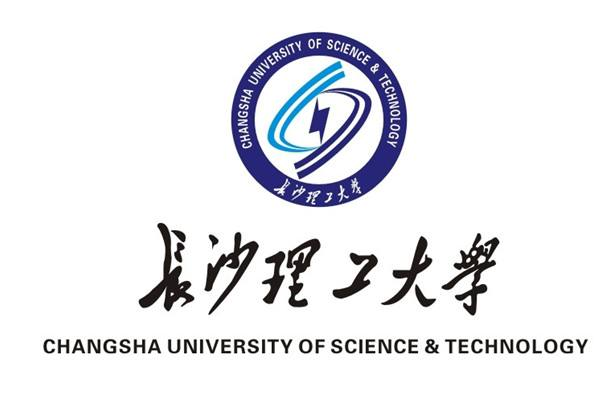 CHANGSHA UNIVERSITY OF SCIENCE & TECHNOLOGY
長沙理工大學
長沙理工大學
CHANGSHA UNIVERSITY OF SCIENCE & TECHNOLOGY